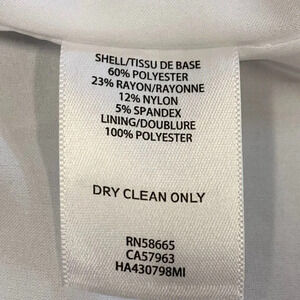 SHELL/TISSU DE BASE
60% POLYESTER
23% RAYON/RAYONNE
12% NYLON
5% SPANDEX
LINING/DOUBLURE
100% POLYESTER
DRY CLEAN ONLY
RN58665
CA57963
HA430798MI